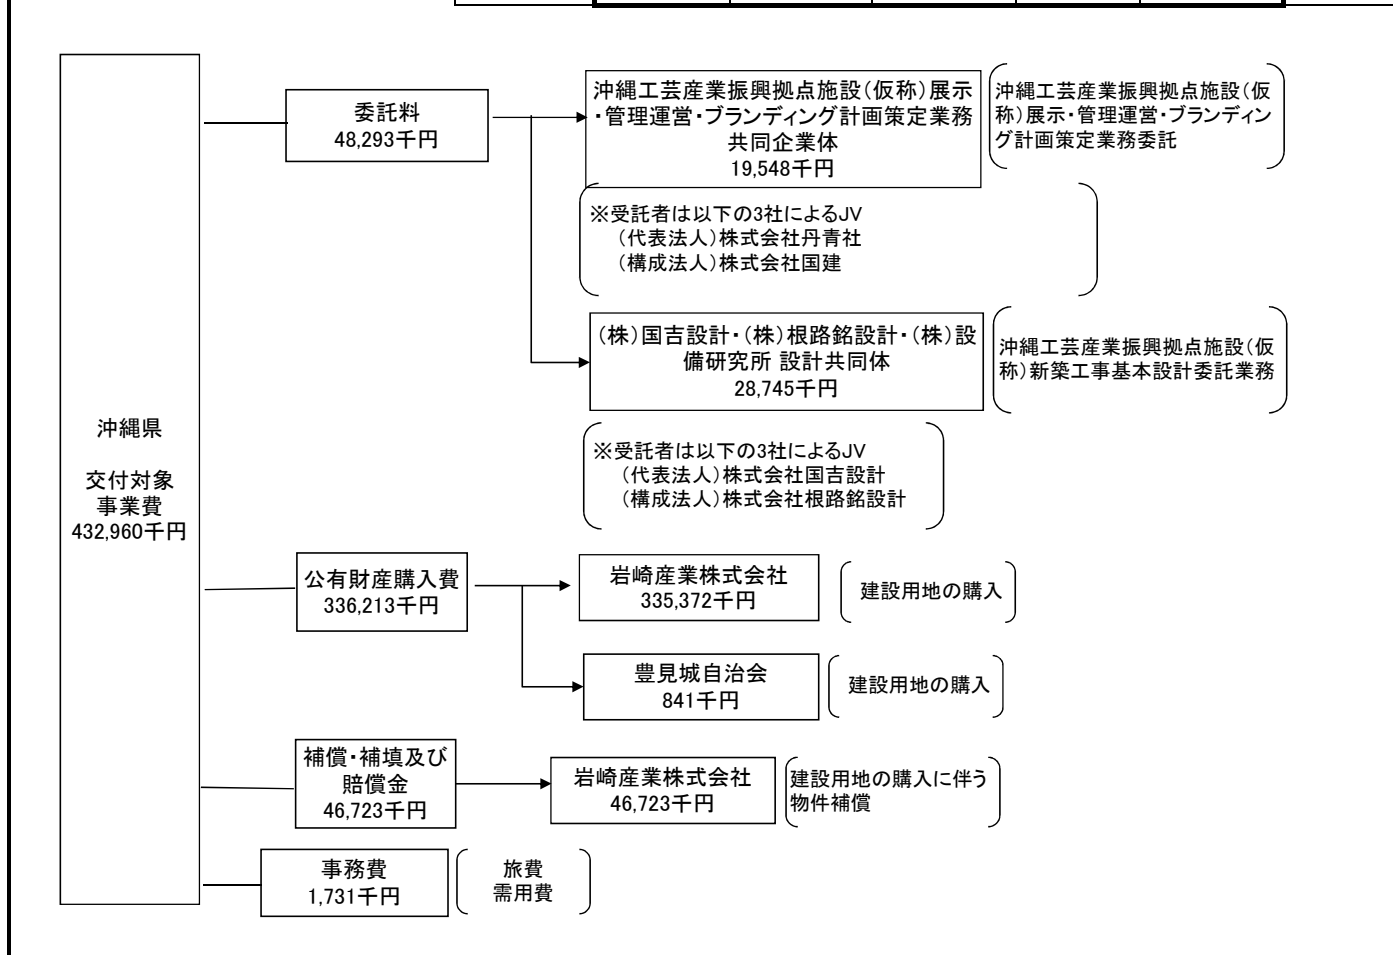 沖縄県
交付対象
事業費
432,960千円
委託料
48,293千円
沖縄工芸産業振興拠点施設(仮称)展示
・管理運営・ブランディング計画策定業務
共同企業体
19,548千円
沖縄工芸産業振興拠点施設(仮
称)展示・管理運営・ブランディン
グ計画策定業務委託
※受託者は以下の3社によるJV
(代表法人)株式会社丹青社
(構成法人)株式会社国建
(株)国吉設計・(株)根路銘設計・(株)設
備研究所 設計共同体
28,745千円
沖縄工芸産業振興拠点施設(仮
称)新築工事基本設計委託業務
※受託者は以下の3社によるJV
(代表法人)株式会社国吉設計
(構成法人)株式会社根路銘設計
公有財産購入費
336,213千円
岩崎産業株式会社
335,372千円
建設用地の購入
豊見城自治会
841千円
建設用地の購入
補償・補填及び
賠償金
46,723千円
岩崎産業株式会社
46,723千円
建設用地の購入に伴う
物件補償
事務費
1,731千円
旅費
需用費